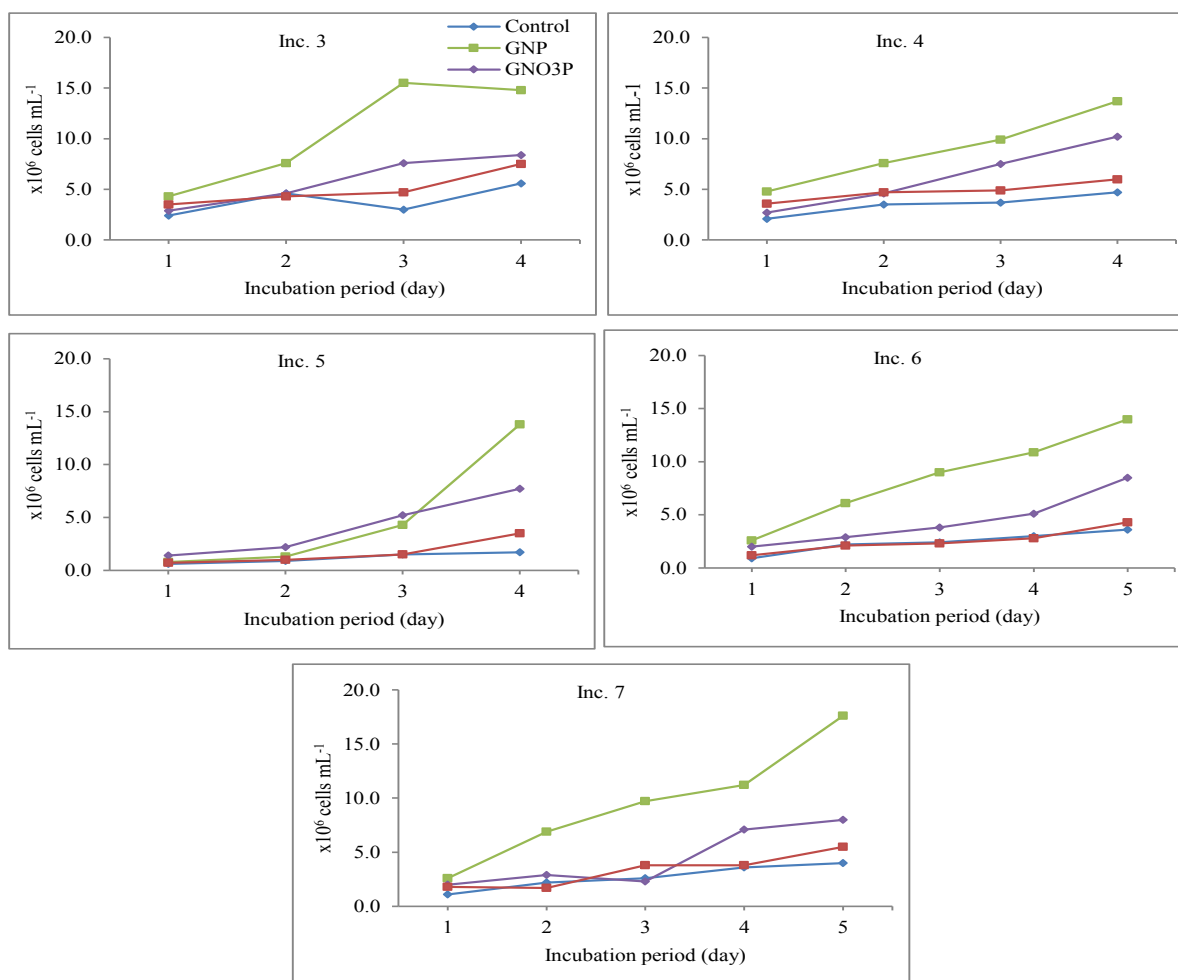 Inc. 3
Control
GNP
GNO3P
x10⁶ cells mL⁻¹
20.0
15.0
10.0
5.0
0.0
1 2 3 4
Incubation period (day)
Inc. 4
x10⁶ cells mL-1
20.0
15.0
10.0
5.0
0.0
1 2 3 4
Incubation period (day)
Inc. 5
x10⁶ cells mL⁻¹
20.0
15.0
10.0
5.0
0.0
1 2 3 4
Incubation period (day)
Inc. 6
x10⁶ cells mL⁻¹
20.0
15.0
10.0
5.0
0.0
1 2 3 4 5
Incubation period (day)
Inc. 7
x10⁶ cells mL⁻¹
20.0
15.0
10.0
5.0
0.0
1 2 3 4 5
Incubation period (day)